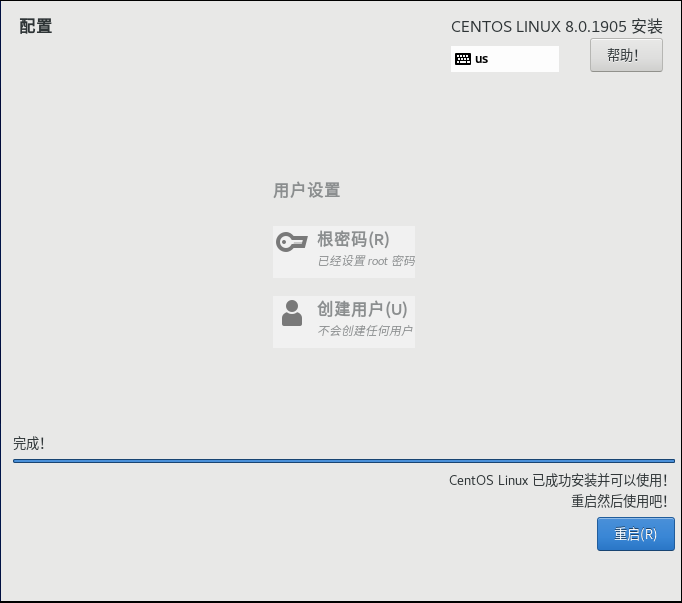 配置
CENTOS LINUX 8.0.1905 安装
us
帮助！
用户设置
根密码(R)
已经设置 root 密码
创建用户(U)
不会创建任何用户
完成！
CentOS Linux 已成功安装并可以使用！
重启然后使用吧！
重启(R)